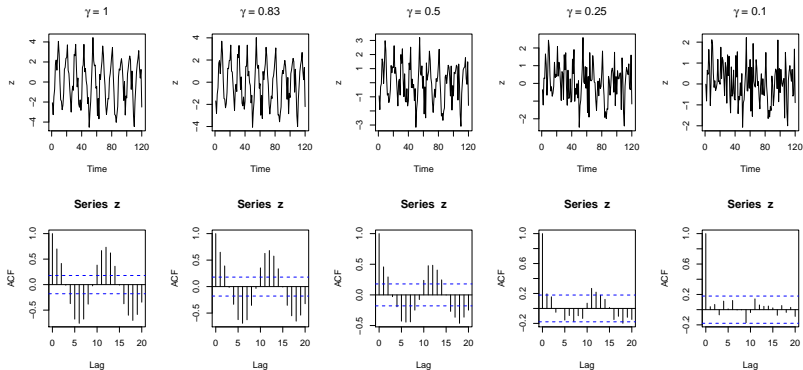 γ = 1
γ = 0.83
γ = 0.5
γ = 0.25
γ = 0.1
z
4
2
0
−2
−4
0 40 80 120
Time
z
4
2
0
−2
−4
0 40 80 120
Time
z
3
2
1
0
−1
−3
0 40 80 120
Time
z
2
1
0
−2
0 40 80 120
Time
z
2
1
0
−1
−2
0 40 80 120
Time
Series z
Series z
Series z
Series z
Series z
ACF
1.0
0.5
0.0
−0.5
0 5 10 15 20
Lag
ACF
1.0
0.5
0.0
−0.5
0 5 10 15 20
Lag
ACF
1.0
0.5
0.0
−0.5
0 5 10 15 20
Lag
ACF
1.0
0.6
0.2
−0.2
0 5 10 15 20
Lag
ACF
1.0
0.6
0.2
−0.2
0 5 10 15 20
Lag